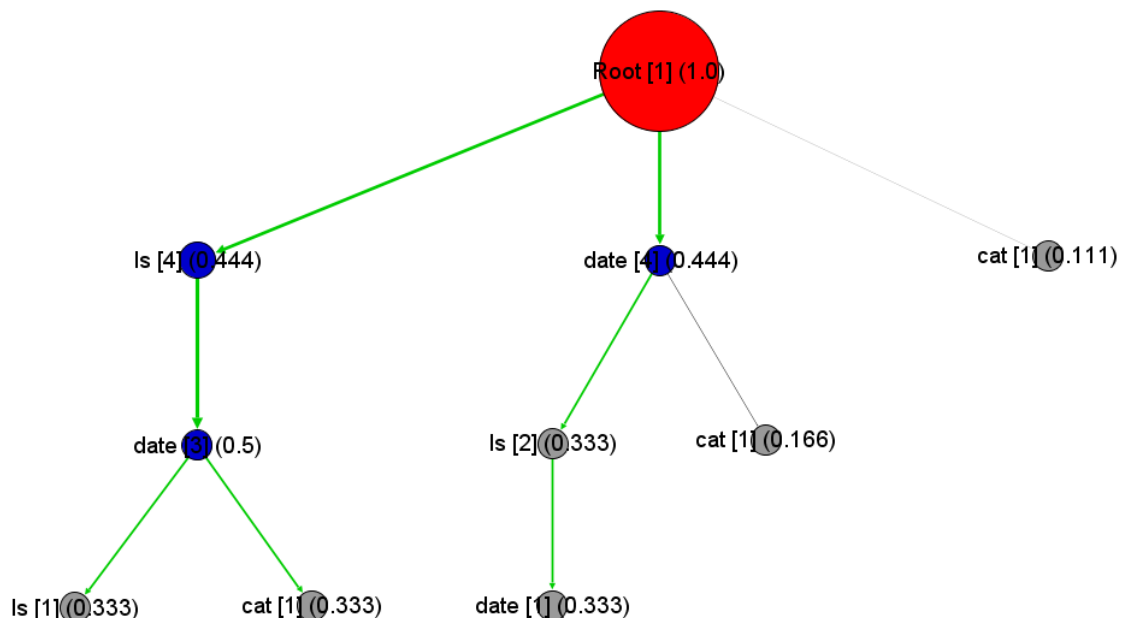 Root [1] (1.0)
ls [4] (0.444)
date [4] (0.444)
cat [1] (0.111)
date [3] (0.5)
ls [2] (0.333)
cat [1] (0.166)
ls [1] (0.333)
cat [1] (0.333)
date [1] (0.333)